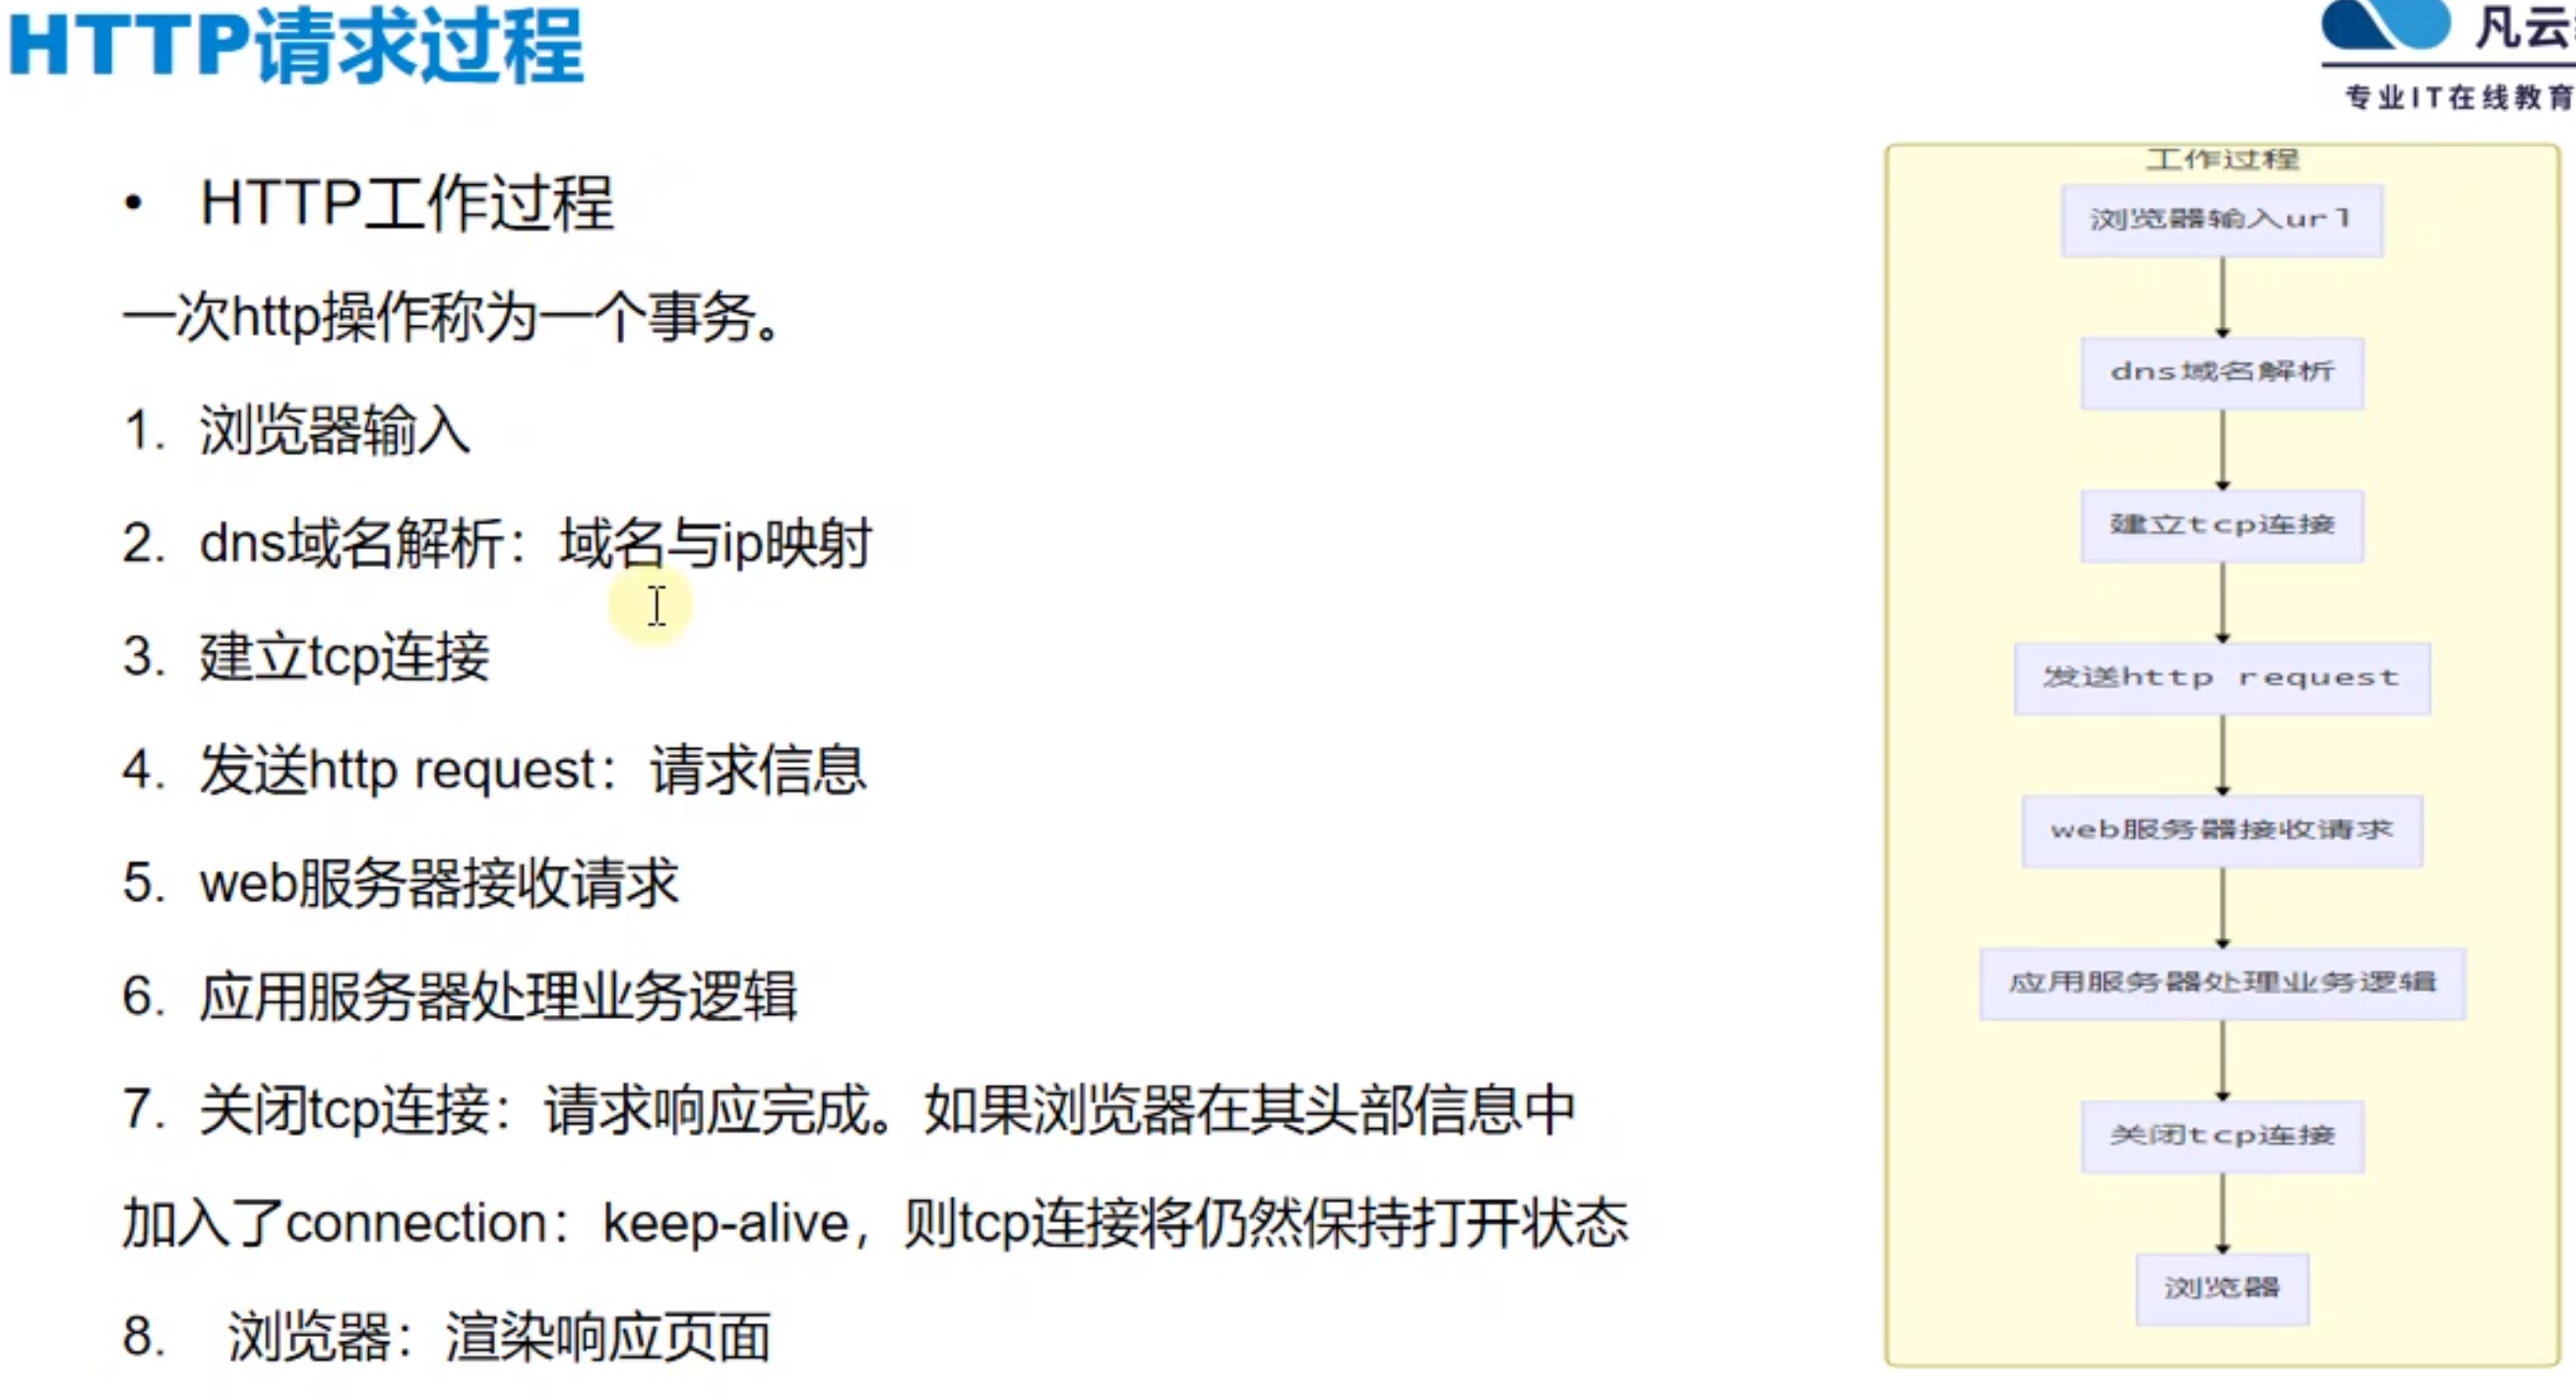 HTTP请求过程
凡云
专业IT在线教育
• HTTP工作过程
一次http操作称为一个事务。
1. 浏览器输入
2. dns域名解析：域名与ip映射
3. 建立tcp连接
4. 发送http request：请求信息
5. web服务器接收请求
6. 应用服务器处理业务逻辑
7. 关闭tcp连接：请求响应完成。如果浏览器在其头部信息中
加入了connection：keep-alive，则tcp连接将仍然保持打开状态
8. 浏览器：渲染响应页面
工作过程
浏览器输入url
dns域名解析
建立tcp连接
发送http request
web服务器接收请求
应用服务器处理业务逻辑
关闭tcp连接
浏览器